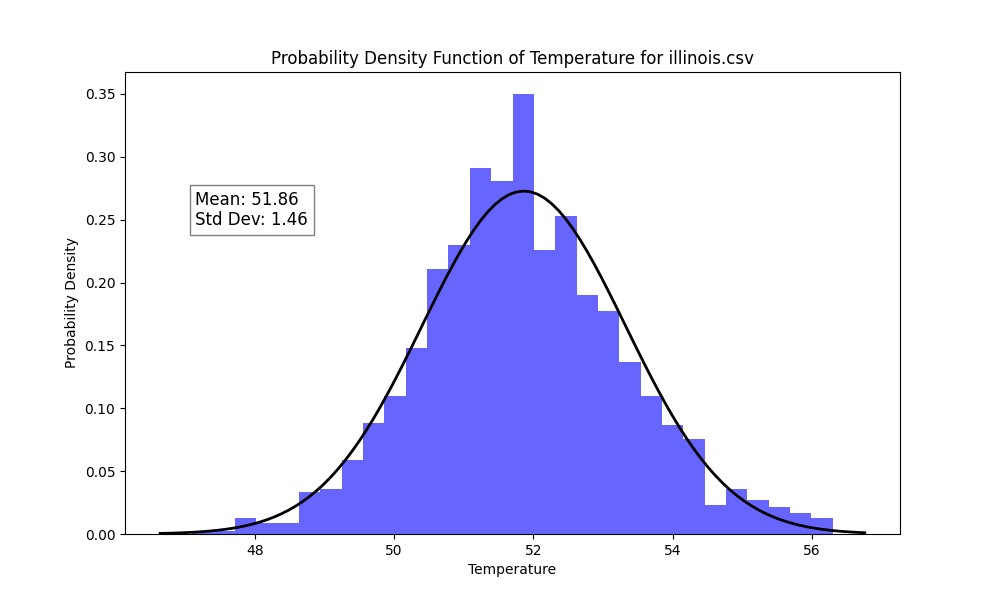 Probability Density Function of Temperature for illinois.csv
0.35
0.30
0.25
0.20
0.15
0.10
0.05
0.00
Probability Density
Mean: 51.86
Std Dev: 1.46
48 50 52 54 56
Temperature